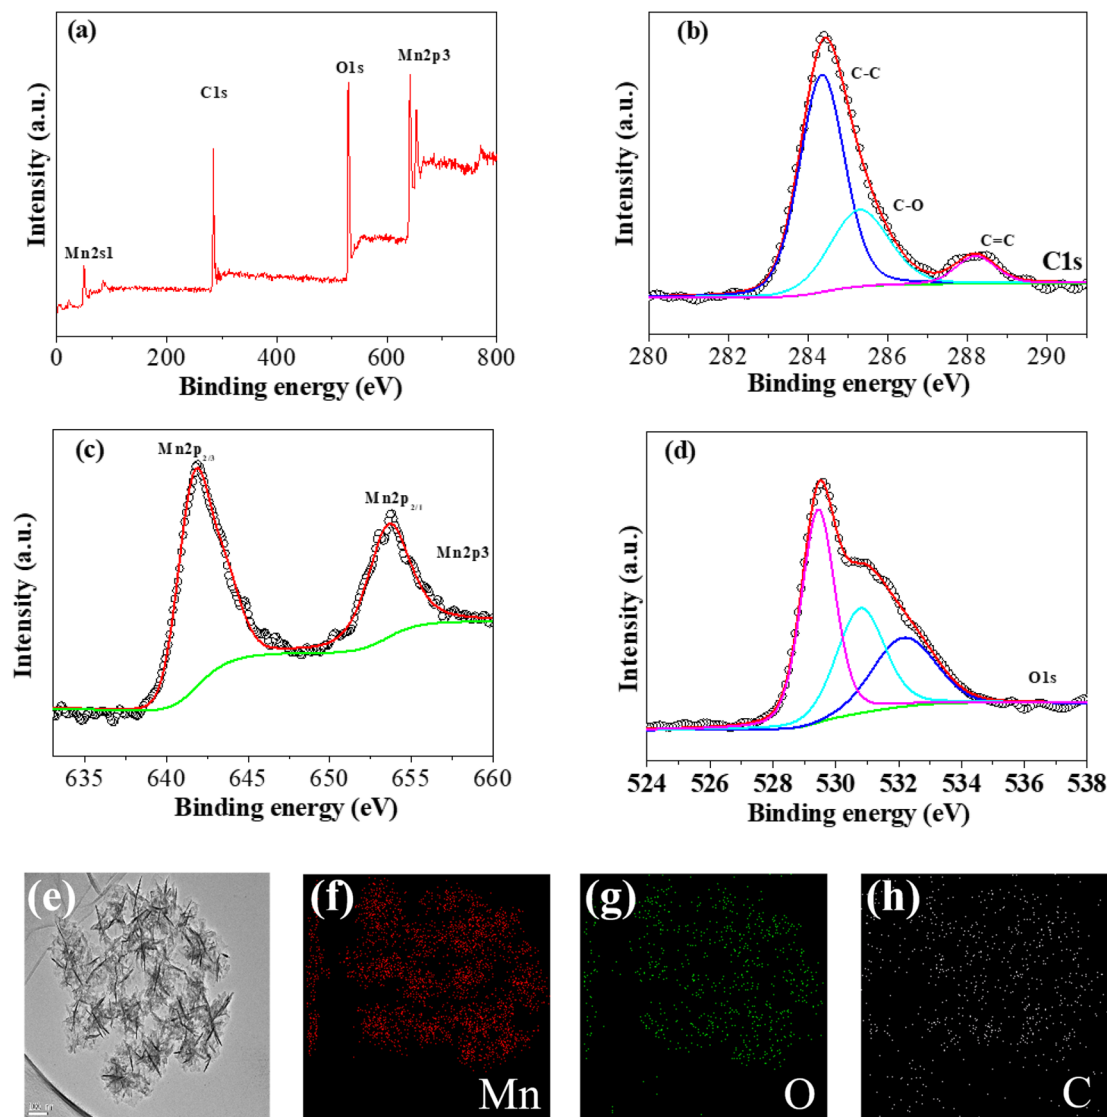 (a)
Mn2s1
C1s
O1s
Mn2p3
Intensity (a.u.)
0 200 400 600 800
Binding energy (eV)
(b)
C-C
C-O
C=C
C1s
Intensity (a.u.)
280 282 284 286 288 290
Binding energy (eV)
(c)
Mn2p2/3
Mn2p2/1
Mn2p3
Intensity (a.u.)
635 640 645 650 655 660
Binding energy (eV)
(d)
O1s
Intensity (a.u.)
524 526 528 530 532 534 536 538
Binding energy (eV)
(e)
(f)
Mn
(g)
O
(h)
C